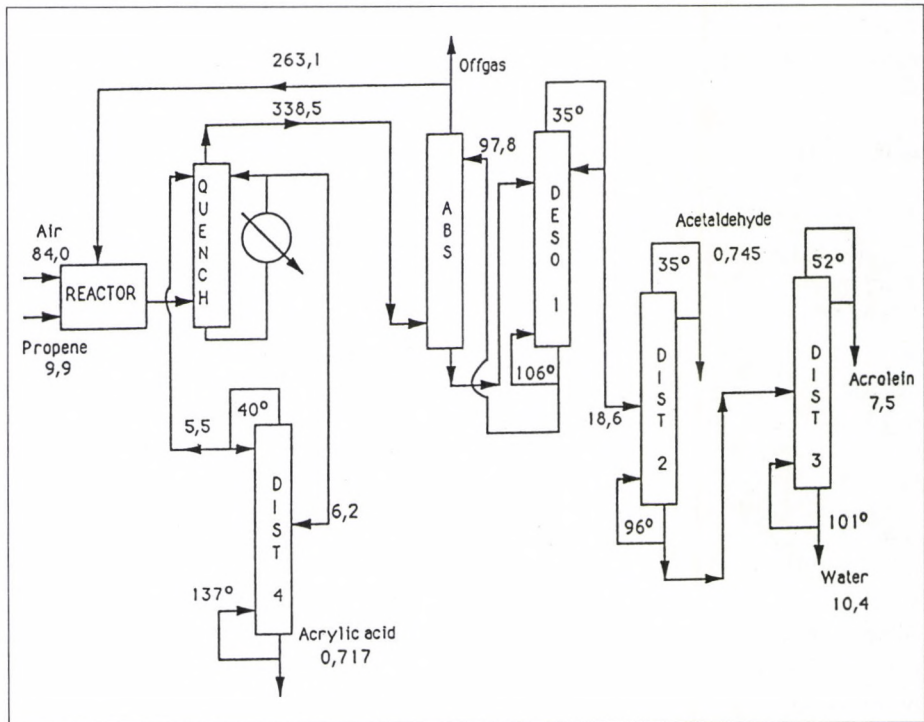 263,1
Offgas
338,5
35°
97,8
QUENCH
ABS
DESO 1
Air
84,0
REACTOR
Propene
9,9
Acetaldehyde
0,745
35°
52°
DIST 2
DIST 3
106°
18,6
Acrolein
7,5
5,5
40°
DIST 4
6,2
96°
101°
Water
10,4
137°
Acrylic acid
0,717